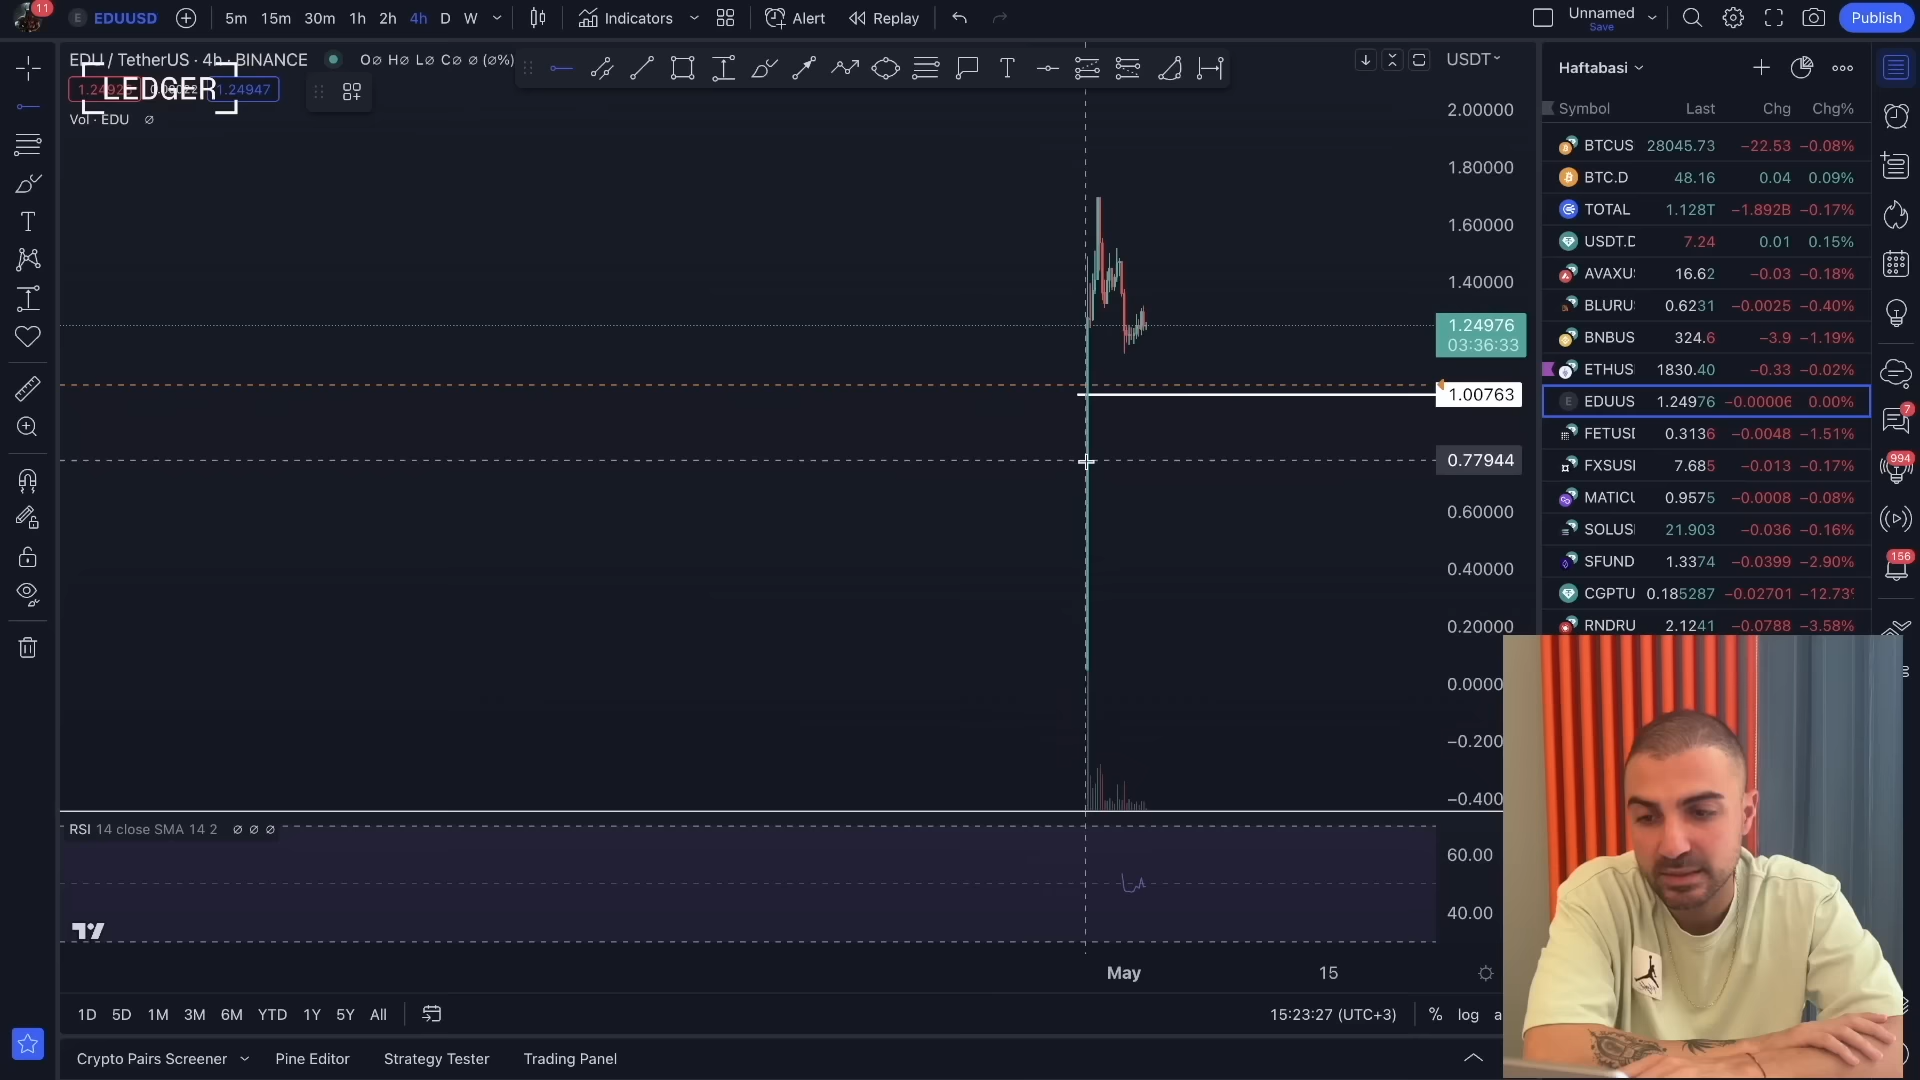 11
EDUUSD
5m 15m 30m 1h 2h 4h D W
Indicators
Alert
Replay
Unnamed
Save
Publish
EDU / TetherUS · 4h · BINANCE
O∅ H∅ L∅ C∅ ∅ (∅%)
LEDGER
1.24947
Vol · EDU ∅
USDT
2.00000
1.80000
1.60000
1.40000
1.24976
03:36:33
1.00763
0.77944
0.60000
0.40000
0.20000
−0.400
RSI 14 close SMA 14 2 ∅ ∅ ∅
60.00
40.00
May 15
1D 5D 1M 3M 6M YTD 1Y 5Y All
15:23:27 (UTC+3)
% log
Crypto Pairs Screener
Pine Editor
Strategy Tester
Trading Panel
Haftabasi
Symbol Last Chg Chg%
BTCUS 28045.73 −22.53 −0.08%
BTC.D 48.16 0.04 0.09%
TOTAL 1.128T −1.892B −0.17%
USDT.D 7.24 0.01 0.15%
AVAXU 16.62 −0.03 −0.18%
BLURU 0.6231 −0.0025 −0.40%
BNBUS 324.6 −3.9 −1.19%
ETHUS 1830.40 −0.33 −0.02%
EDUUS 1.24976 −0.00006 0.00%
FETUSD 0.3136 −0.0048 −1.51%
FXSUS 7.685 −0.013 −0.17%
MATICU 0.9575 −0.0008 −0.08%
SOLUS 21.903 −0.036 −0.16%
SFUND 1.3374 −0.0399 −2.90%
CGPTU 0.185287 −0.02701 −12.73
RNDRU 2.1241 −0.0788 −3.58%
7
994
156